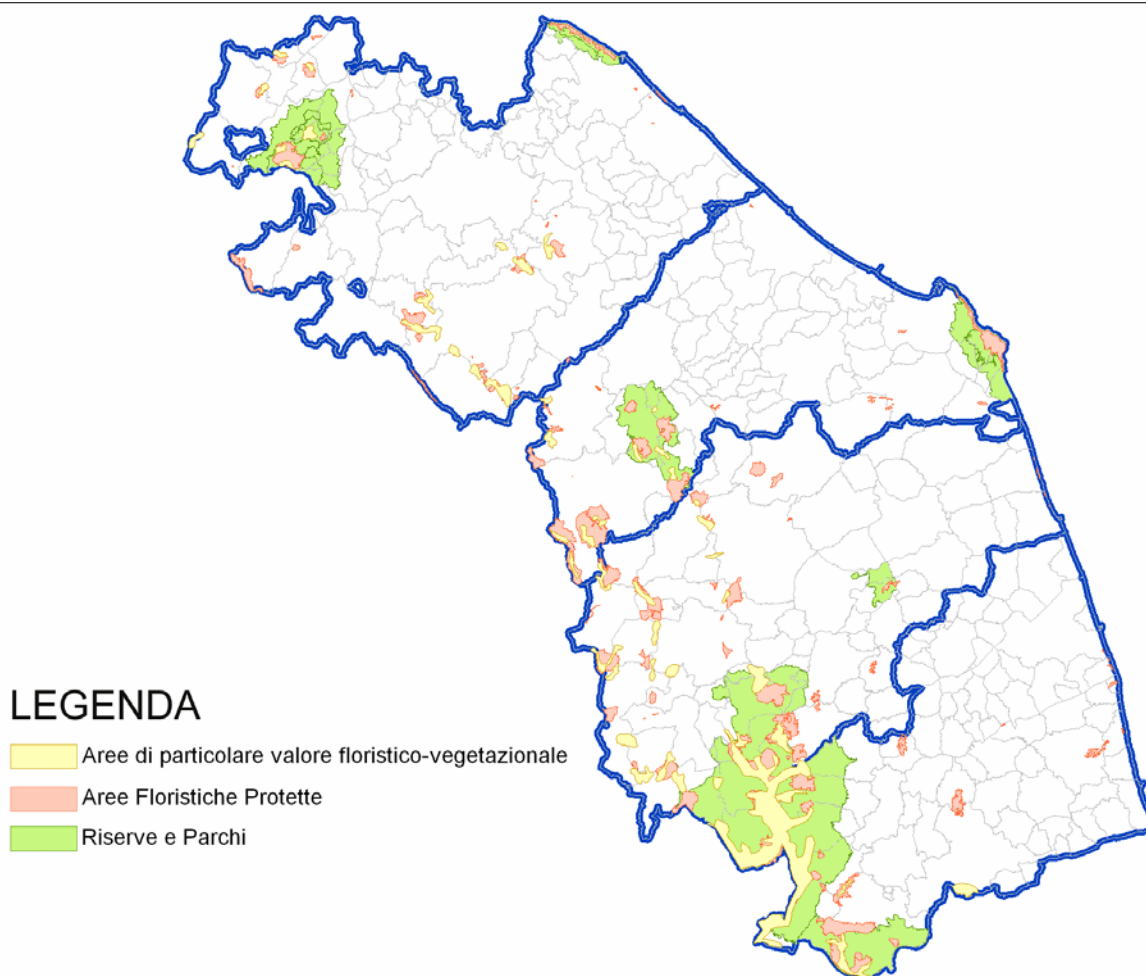 LEGENDA
Aree di particolare valore floristico-vegetazionale
Aree Floristiche Protette
Riserve e Parchi